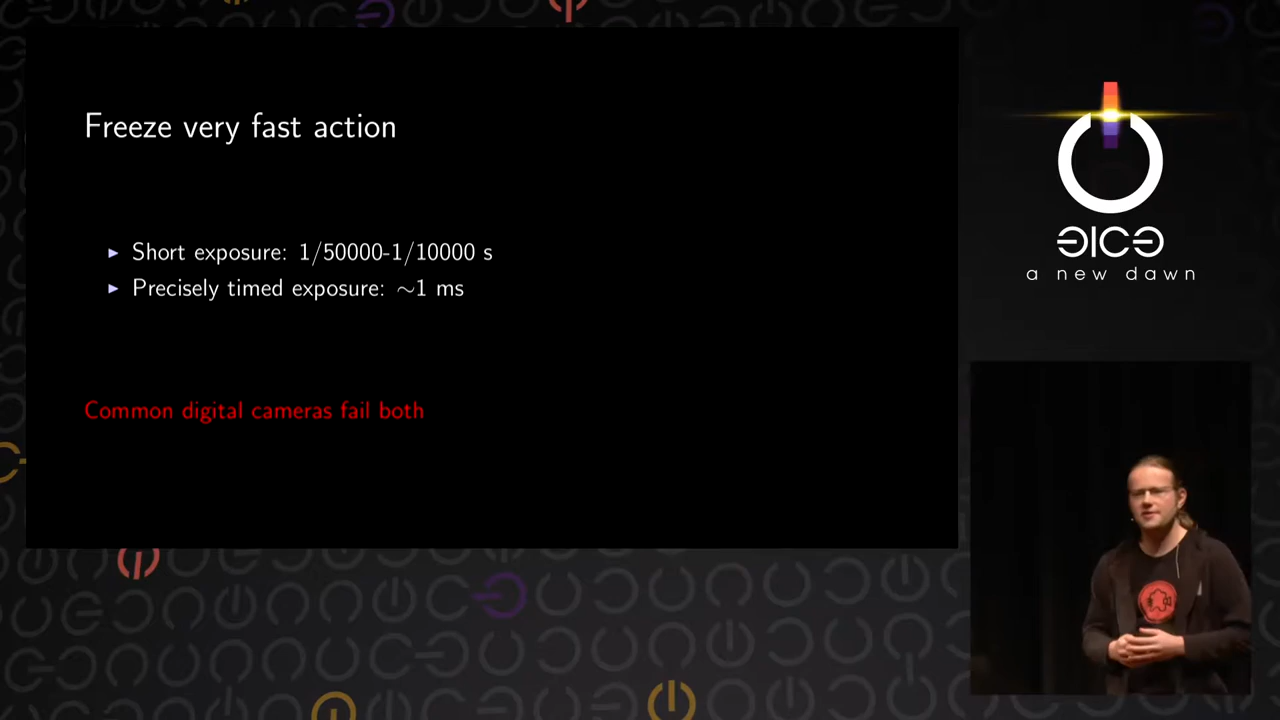 Freeze very fast action
▶ Short exposure: 1/50000-1/10000 s
▶ Precisely timed exposure: ∼1 ms
Common digital cameras fail both
31C3
a new dawn